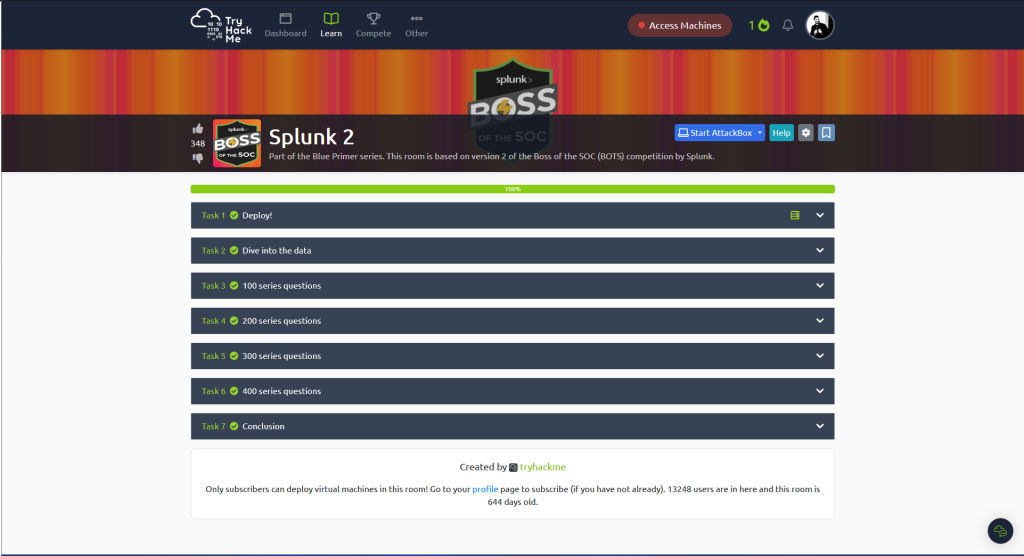 Try
Hack
Me
Dashboard
Learn
Compete
Other
Access Machines
1
splunk>
BOSS
OF THE SOC
348
splunk>
BOSS
OF THE SOC
Splunk 2
Part of the Blue Primer series. This room is based on version 2 of the Boss of the SOC (BOTS) competition by Splunk.
Start AttackBox
Help
100%
Task 1 Deploy!
Task 2 Dive into the data
Task 3 100 series questions
Task 4 200 series questions
Task 5 300 series questions
Task 6 400 series questions
Task 7 Conclusion
Created by tryhackme
Only subscribers can deploy virtual machines in this room! Go to your profile page to subscribe (if you have not already). 13248 users are in here and this room is
644 days old.